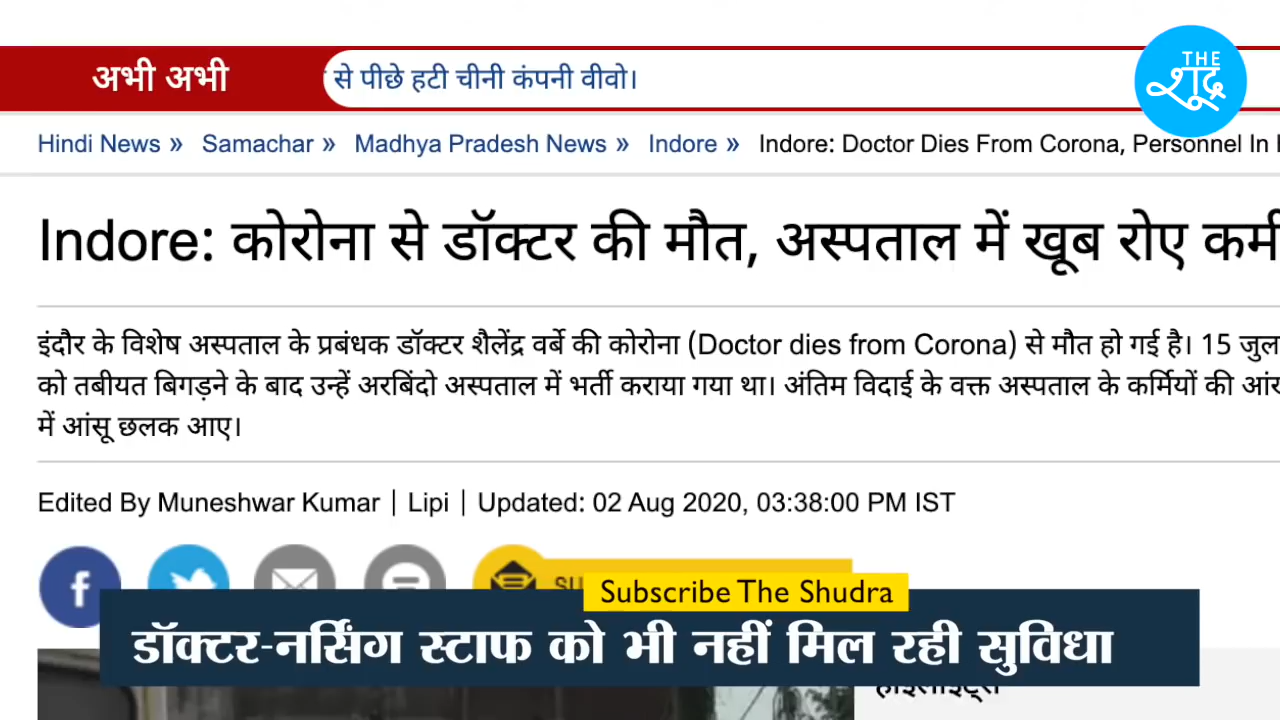 THE
शूद्र
अभी अभी
से पीछे हटी चीनी कंपनी वीवो।
Hindi News » Samachar » Madhya Pradesh News » Indore » Indore: Doctor Dies From Corona, Personnel In
Indore: कोरोना से डॉक्टर की मौत, अस्पताल में खूब रोए
इंदौर के विशेष अस्पताल के प्रबंधक डॉक्टर शैलेंद्र वर्बे की कोरोना (Doctor dies from Corona) से मौत हो गई है। 15
को तबीयत बिगड़ने के बाद उन्हें अरबिंदो अस्पताल में भर्ती कराया गया था। अंतिम विदाई के वक्त अस्पताल के कर्मियों की
में आंसू छलक आए।
Edited By Muneshwar Kumar | Lipi | Updated: 02 Aug 2020, 03:38:00 PM IST
Subscribe The Shudra
डॉक्टर-नर्सिंग स्टाफ को भी नहीं मिल रही सुविधा